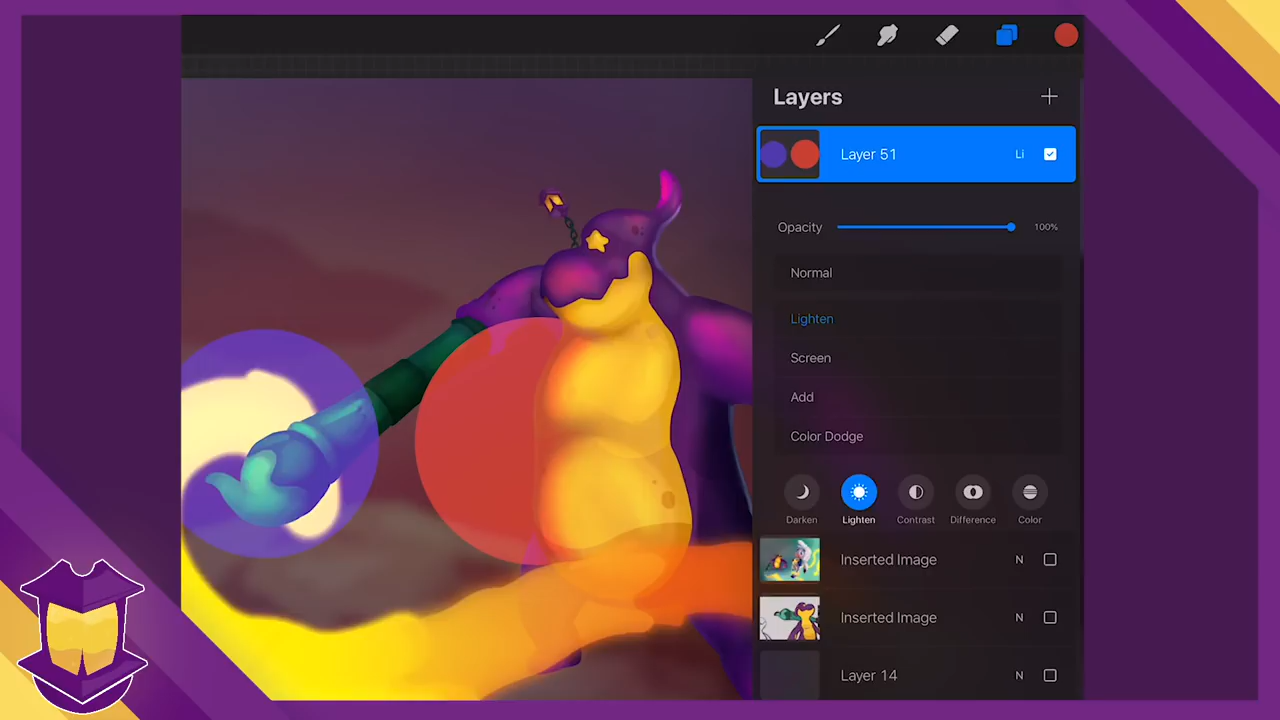 Layers
Layer 51 Li
Opacity 100%
Normal
Lighten
Screen
Add
Color Dodge
Darken Lighten Contrast Difference Color
Inserted Image N
Inserted Image N
Layer 14 N